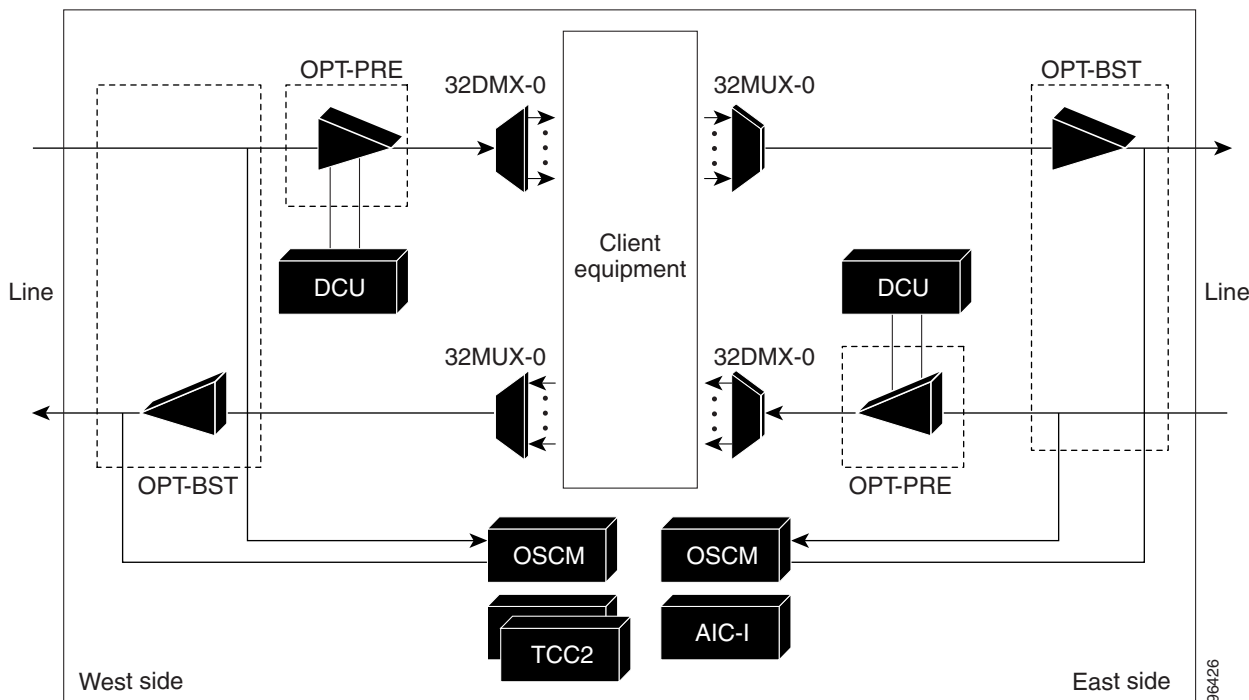 OPT-PRE
32DMX-0
32MUX-0
OPT-BST
Client
equipment
DCU
DCU
Line
Line
32MUX-0
32DMX-0
OPT-BST
OPT-PRE
OSCM
OSCM
TCC2
AIC-I
West side
East side
96426